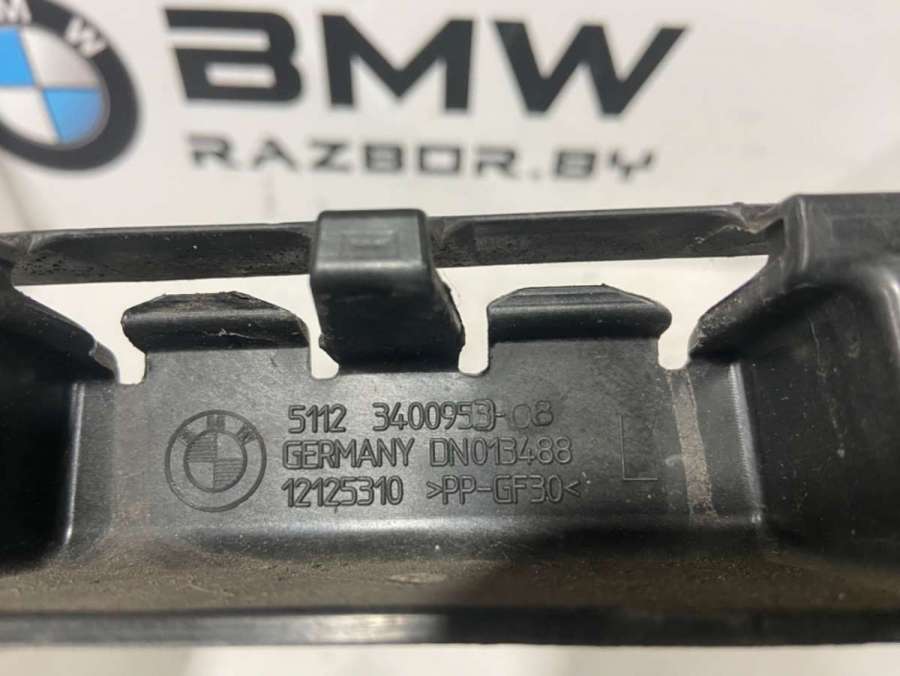 M W
BMW
RAZBOR.BY
5112 3400953-08
GERMANY DN013488
12125310 >PP-GF30<
L